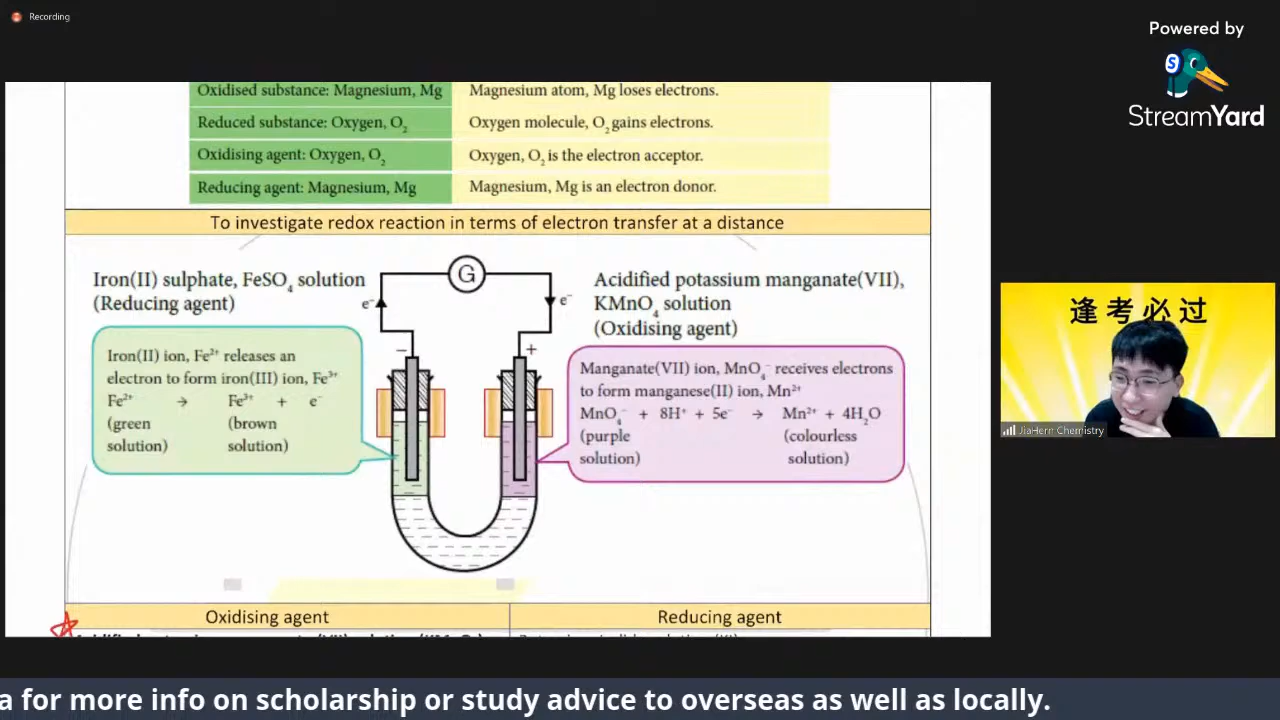 Recording
Powered by
S
StreamYard
Oxidised substance: Magnesium, Mg
Magnesium atom, Mg loses electrons.
Reduced substance: Oxygen, O₂
Oxygen molecule, O₂ gains electrons.
Oxidising agent: Oxygen, O₂
Oxygen, O₂ is the electron acceptor.
Reducing agent: Magnesium, Mg
Magnesium, Mg is an electron donor.
To investigate redox reaction in terms of electron transfer at a distance
Iron(II) sulphate, FeSO₄ solution
(Reducing agent)
G
e⁻
e⁻
−
+
Acidified potassium manganate(VII),
KMnO₄ solution
(Oxidising agent)
Iron(II) ion, Fe²⁺ releases an
electron to form iron(III) ion, Fe³⁺
Fe²⁺ → Fe³⁺ + e⁻
(green (brown
solution) solution)
Manganate(VII) ion, MnO₄⁻ receives electrons
to form manganese(II) ion, Mn²⁺
MnO₄⁻ + 8H⁺ + 5e⁻ → Mn²⁺ + 4H₂O
(purple (colourless
solution) solution)
Oxidising agent
Reducing agent
逢考必过
JiaHern Chemistry
a for more info on scholarship or study advice to overseas as well as locally.